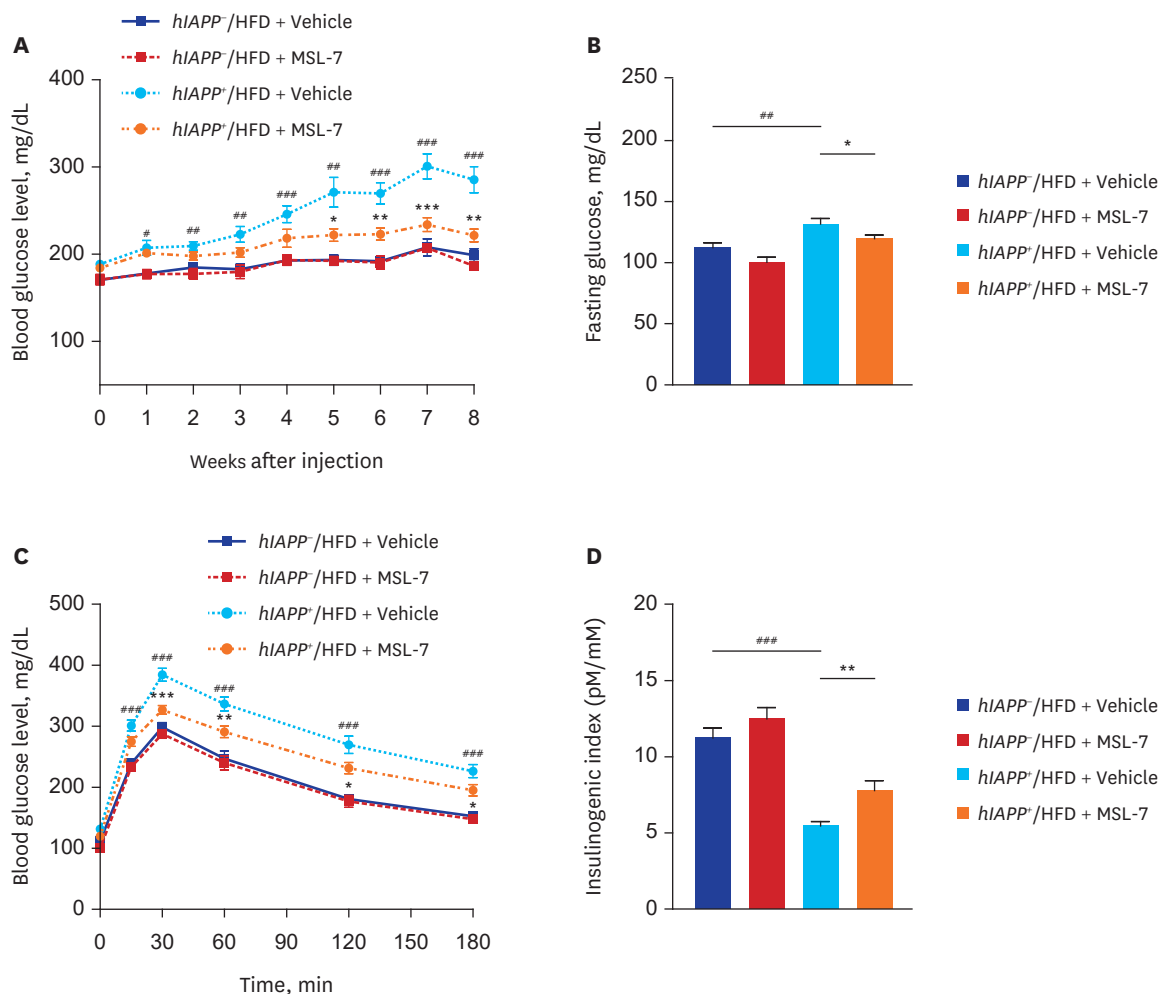 A
hIAPP⁻/HFD + Vehicle
hIAPP⁻/HFD + MSL-7
hIAPP⁺/HFD + Vehicle
hIAPP⁺/HFD + MSL-7
Blood glucose level, mg/dL
400
300
200
100
# ## ## ### ## ### ### ###
* ** *** **
0 1 2 3 4 5 6 7 8
Weeks after injection
B
Fasting glucose, mg/dL
250
200
150
100
50
0
##
*
hIAPP⁻/HFD + Vehicle
hIAPP⁻/HFD + MSL-7
hIAPP⁺/HFD + Vehicle
hIAPP⁺/HFD + MSL-7
C
hIAPP⁻/HFD + Vehicle
hIAPP⁻/HFD + MSL-7
hIAPP⁺/HFD + Vehicle
hIAPP⁺/HFD + MSL-7
Blood glucose level, mg/dL
500
400
300
200
100
0
### ### ### ### ###
*** ** * *
0 30 60 90 120 150 180
Time, min
D
Insulinogenic index (pM/mM)
20
15
10
5
0
###
**
hIAPP⁻/HFD + Vehicle
hIAPP⁻/HFD + MSL-7
hIAPP⁺/HFD + Vehicle
hIAPP⁺/HFD + MSL-7